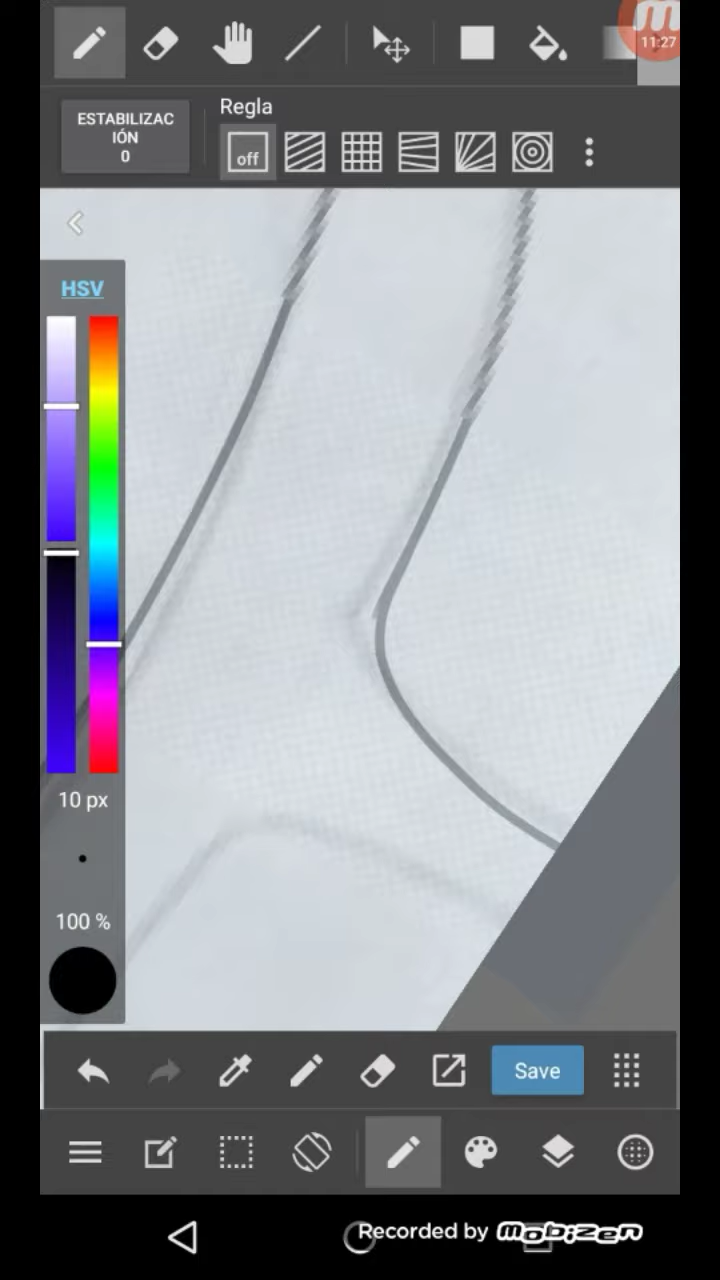 11:27
ESTABILIZAC
IÓN
0
Regla
off
HSV
10 px
100 %
Save
Recorded by Mobizen